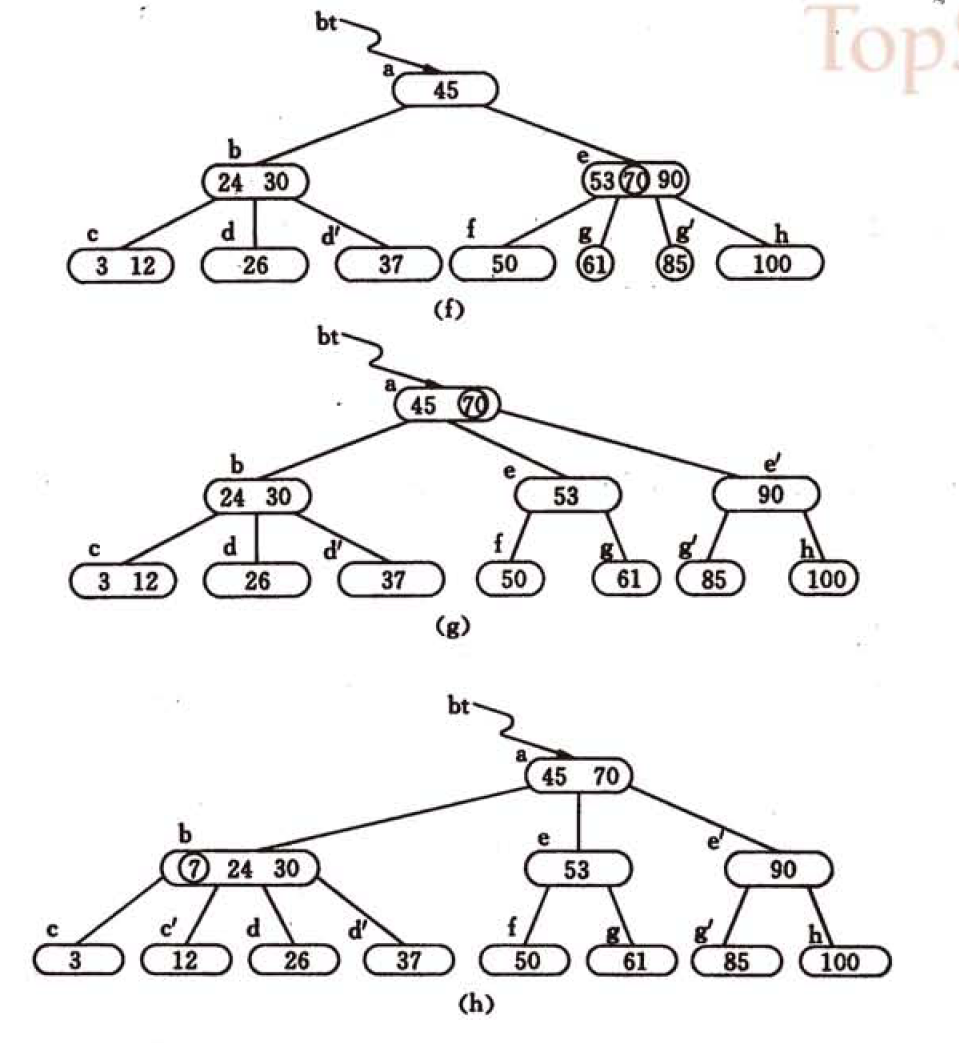 TopS
bt
a
45
b
e
24 30
53 70 90
c d d' f g g' h
3 12 26 37 50 61 85 100
(f)
bt
a
45 70
b e e'
24 30 53 90
c d d' f g g' h
3 12 26 37 50 61 85 100
(g)
bt
a
45 70
b e e'
7 24 30 53 90
c c' d d' f g g' h
3 12 26 37 50 61 85 100
(h)